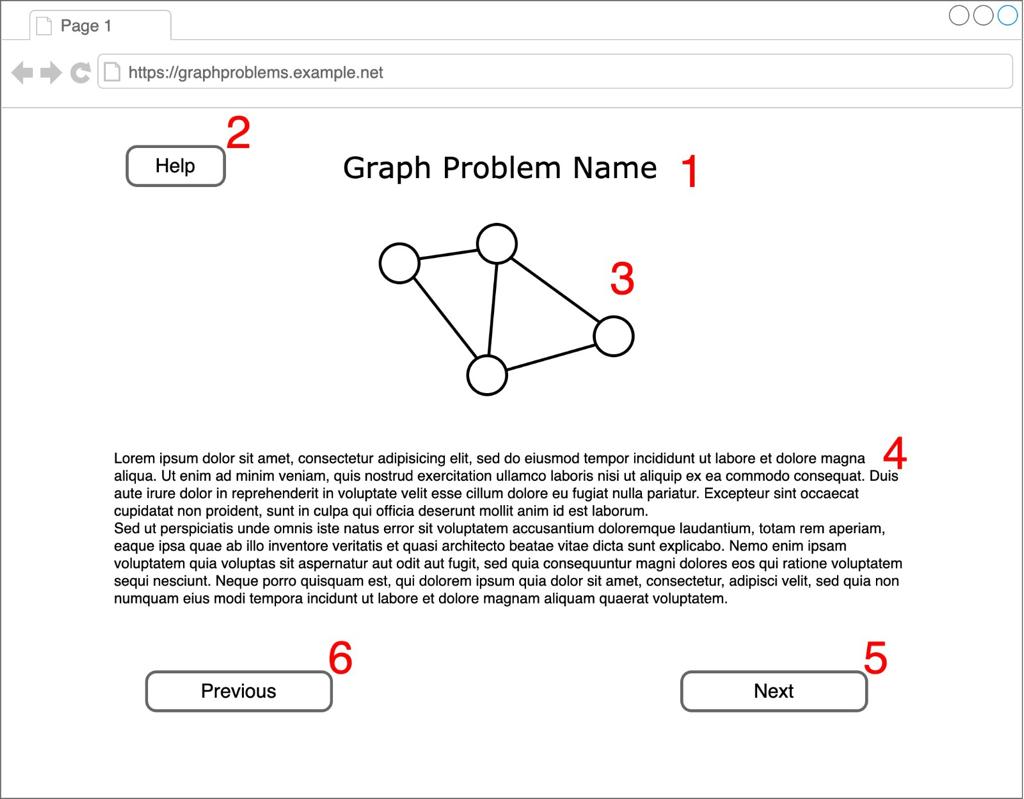 Page 1
https://graphproblems.example.net
2
Help
Graph Problem Name 1
3
4
Lorem ipsum dolor sit amet, consectetur adipisicing elit, sed do eiusmod tempor incididunt ut labore et dolore magna
aliqua. Ut enim ad minim veniam, quis nostrud exercitation ullamco laboris nisi ut aliquip ex ea commodo consequat. Duis
aute irure dolor in reprehenderit in voluptate velit esse cillum dolore eu fugiat nulla pariatur. Excepteur sint occaecat
cupidatat non proident, sunt in culpa qui officia deserunt mollit anim id est laborum.
Sed ut perspiciatis unde omnis iste natus error sit voluptatem accusantium doloremque laudantium, totam rem aperiam,
eaque ipsa quae ab illo inventore veritatis et quasi architecto beatae vitae dicta sunt explicabo. Nemo enim ipsam
voluptatem quia voluptas sit aspernatur aut odit aut fugit, sed quia consequuntur magni dolores eos qui ratione voluptatem
sequi nesciunt. Neque porro quisquam est, qui dolorem ipsum quia dolor sit amet, consectetur, adipisci velit, sed quia non
numquam eius modi tempora incidunt ut labore et dolore magnam aliquam quaerat voluptatem.
6
Previous
5
Next